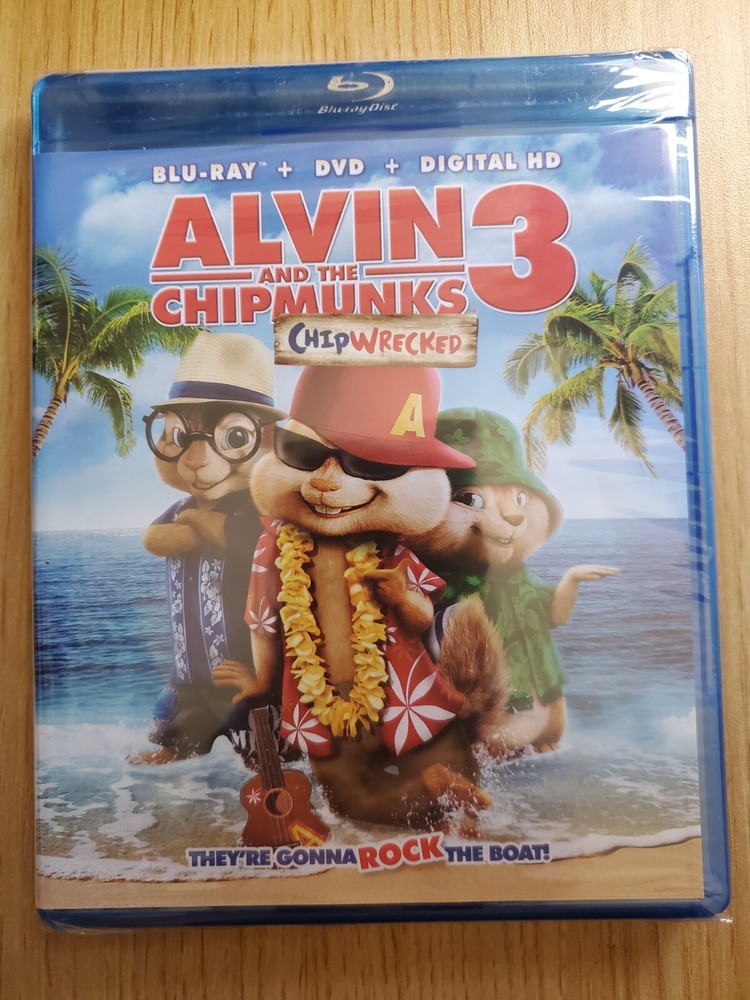 Blu-ray Disc
BLU-RAY™ + DVD + DIGITAL HD
ALVIN
AND THE
CHIPMUNKS 3
CHIPWRECKED
A
A
THEY'RE GONNA ROCK THE BOAT!